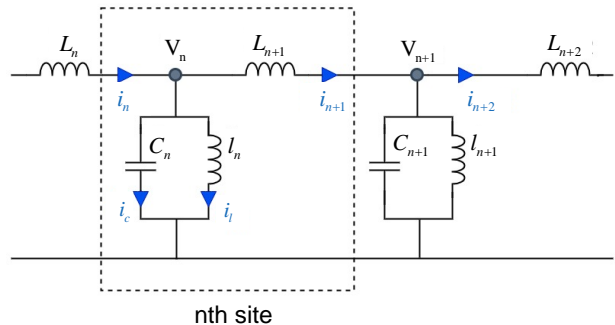 L_n V_n L_{n+1} V_{n+1} L_{n+2}
i_n i_{n+1} i_{n+2}
C_n l_n C_{n+1} l_{n+1}
i_c i_l
nth site